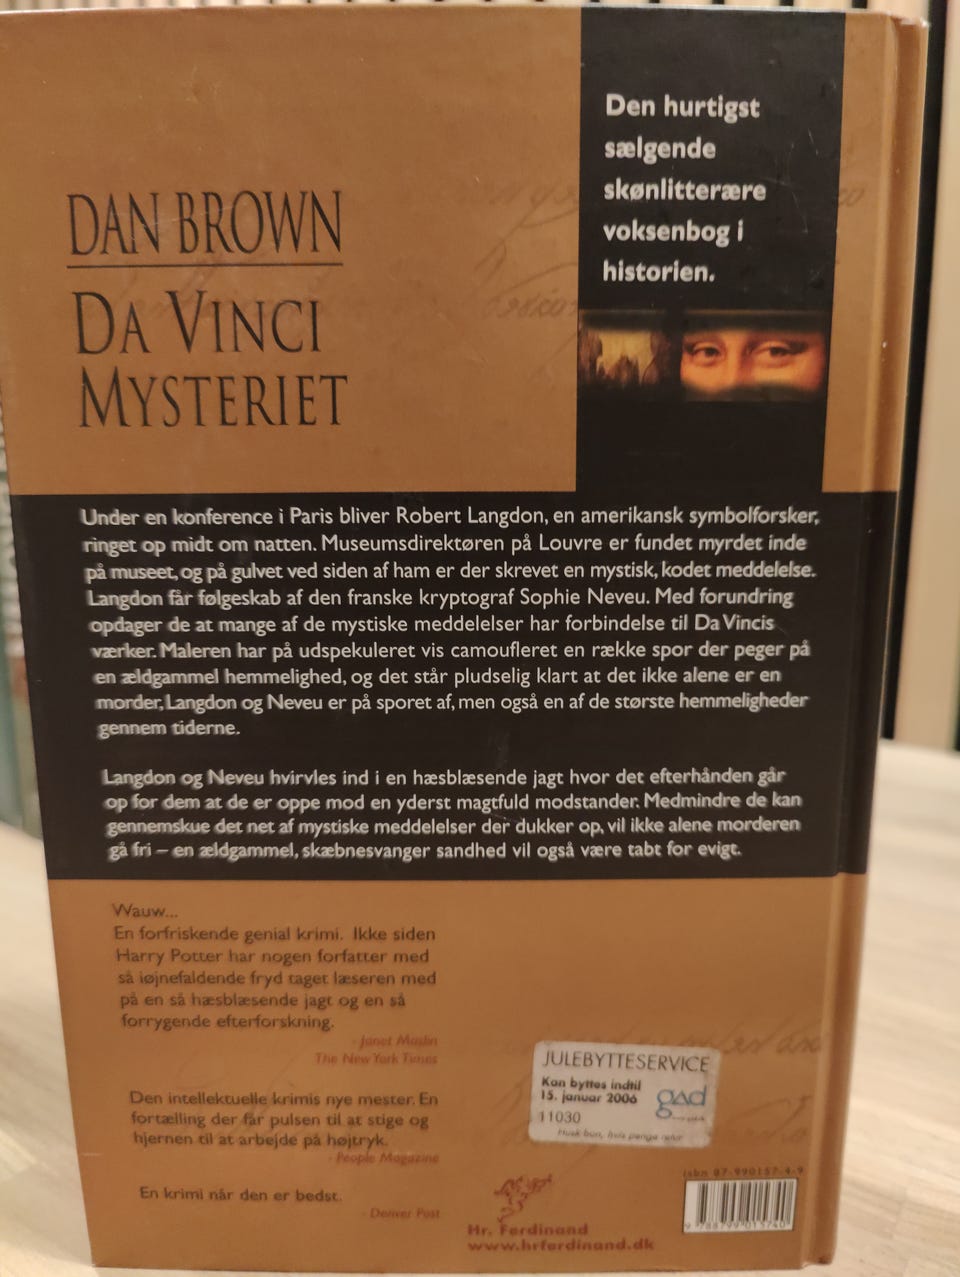 Den hurtigst
sælgende
skønlitterære
voksenbog i
historien.
DAN BROWN
DA VINCI
MYSTERIET
Under en konference i Paris bliver Robert Langdon, en amerikansk symbolforsker,
ringet op midt om natten. Museumsdirektøren på Louvre er fundet myrdet inde
på museet, og på gulvet ved siden af ham er der skrevet en mystisk, kodet meddelelse.
Langdon får følgeskab af den franske kryptograf Sophie Neveu. Med forundring
opdager de at mange af de mystiske meddelelser har forbindelse til Da Vincis
værker. Maleren har på udspekuleret vis camoufleret en række spor der peger på
en ældgammel hemmelighed, og det står pludselig klart at det ikke alene er en
morder, Langdon og Neveu er på sporet af, men også en af de største hemmeligheder
gennem tiderne.
Langdon og Neveu hvirvles ind i en hæsblæsende jagt hvor det efterhånden går
op for dem at de er oppe mod en yderst magtfuld modstander. Medmindre de kan
gennemskue det net af mystiske meddelelser der dukker op, vil ikke alene morderen
gå fri – en ældgammel, skæbnesvanger sandhed vil også være tabt for evigt.
Wauw...
En forfriskende genial krimi. Ikke siden
Harry Potter har nogen forfatter med
så iøjnefaldende fryd taget læseren med
på en så hæsblæsende jagt og en så
forrygende efterforskning.
- Janet Maslin
The New York Times
Den intellektuelle krimis nye mester. En
fortælling der får pulsen til at stige og
hjernen til at arbejde på højtryk.
- People Magazine
En krimi når den er bedst.
- Denver Post
JULEBYTTESERVICE
Kan byttes indtil
15. januar 2006
gad
11030
Husk bon, hvis penge retur
Hr. Ferdinand
www.hrferdinand.dk
isbn 87-990157-4-9
9 788799 015740